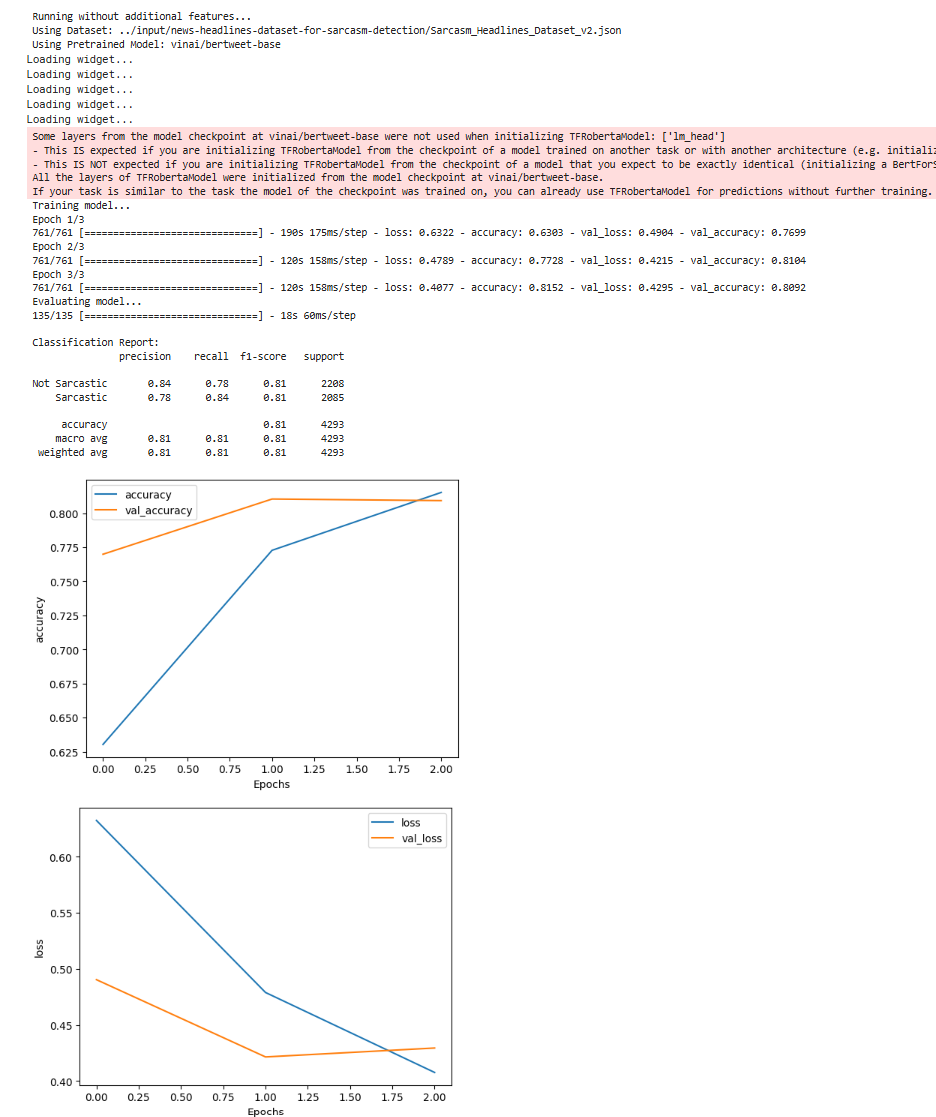 Running without additional features...
Using Dataset: ../input/news-headlines-dataset-for-sarcasm-detection/Sarcasm_Headlines_Dataset_v2.json
Using Pretrained Model: vinai/bertweet-base
Loading widget...
Loading widget...
Loading widget...
Loading widget...
Loading widget...
Some layers from the model checkpoint at vinai/bertweet-base were not used when initializing TFRobertaModel: ['lm_head']
- This IS expected if you are initializing TFRobertaModel from the checkpoint of a model trained on another task or with another architecture (e.g. initializ
- This IS NOT expected if you are initializing TFRobertaModel from the checkpoint of a model that you expect to be exactly identical (initializing a BertForS
All the layers of TFRobertaModel were initialized from the model checkpoint at vinai/bertweet-base.
If your task is similar to the task the model of the checkpoint was trained on, you can already use TFRobertaModel for predictions without further training.
Training model...
Epoch 1/3
761/761 [==============================] - 190s 175ms/step - loss: 0.6322 - accuracy: 0.6303 - val_loss: 0.4904 - val_accuracy: 0.7699
Epoch 2/3
761/761 [==============================] - 120s 158ms/step - loss: 0.4789 - accuracy: 0.7728 - val_loss: 0.4215 - val_accuracy: 0.8104
Epoch 3/3
761/761 [==============================] - 120s 158ms/step - loss: 0.4077 - accuracy: 0.8152 - val_loss: 0.4295 - val_accuracy: 0.8092
Evaluating model...
135/135 [==============================] - 18s 60ms/step
Classification Report:
precision recall f1-score support
Not Sarcastic 0.84 0.78 0.81 2208
Sarcastic 0.78 0.84 0.81 2085
accuracy 0.81 4293
macro avg 0.81 0.81 0.81 4293
weighted avg 0.81 0.81 0.81 4293
accuracy
val_accuracy
0.800
0.775
0.750
0.725
0.700
0.675
0.650
0.625
accuracy
0.00 0.25 0.50 0.75 1.00 1.25 1.50 1.75 2.00
Epochs
loss
val_loss
0.60
0.55
0.50
0.45
0.40
loss
0.00 0.25 0.50 0.75 1.00 1.25 1.50 1.75 2.00
Epochs